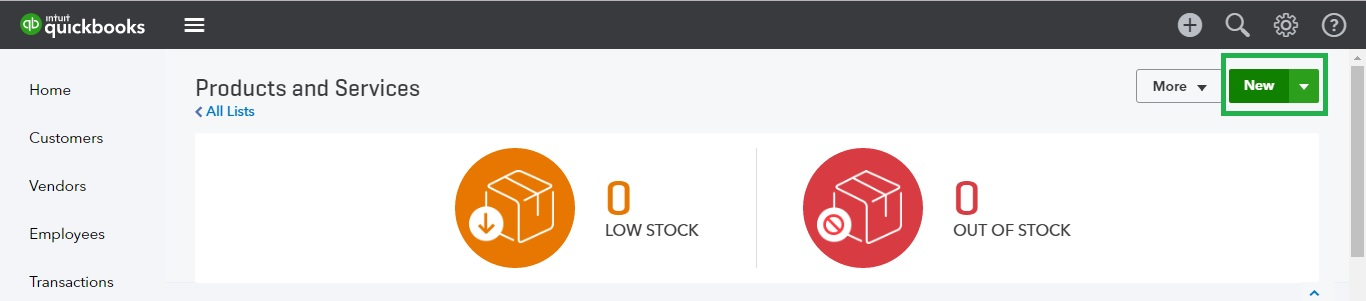 intuit
quickbooks
Home
Customers
Vendors
Employees
Transactions
Products and Services
All Lists
More
New
0
LOW STOCK
0
OUT OF STOCK